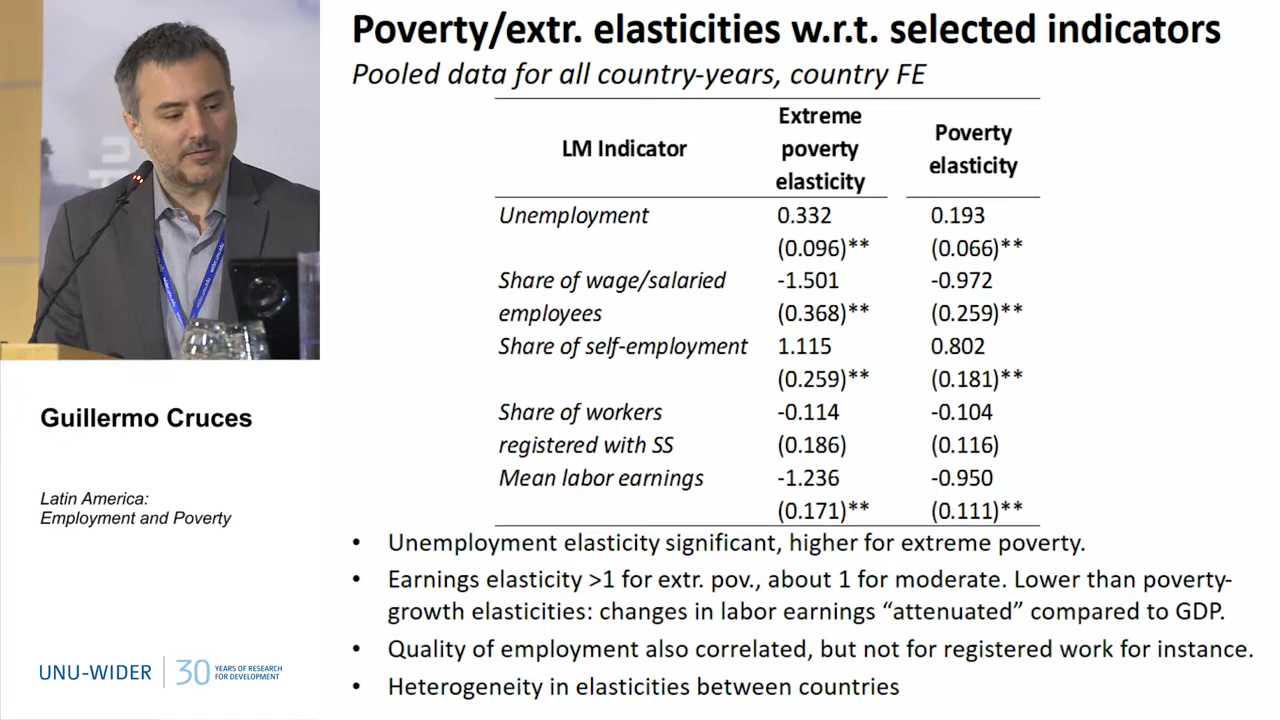 Poverty/extr. elasticities w.r.t. selected indicators
Pooled data for all country-years, country FE
LM Indicator
Extreme
poverty
elasticity
Poverty
elasticity
Unemployment 0.332 0.193
(0.096)** (0.066)**
Share of wage/salaried -1.501 -0.972
employees (0.368)** (0.259)**
Share of self-employment 1.115 0.802
(0.259)** (0.181)**
Share of workers -0.114 -0.104
registered with SS (0.186) (0.116)
Mean labor earnings -1.236 -0.950
(0.171)** (0.111)**
• Unemployment elasticity significant, higher for extreme poverty.
• Earnings elasticity >1 for extr. pov., about 1 for moderate. Lower than poverty-
growth elasticities: changes in labor earnings “attenuated” compared to GDP.
• Quality of employment also correlated, but not for registered work for instance.
• Heterogeneity in elasticities between countries
Guillermo Cruces
Latin America:
Employment and Poverty
UNU-WIDER
30 YEARS OF RESEARCH
FOR DEVELOPMENT